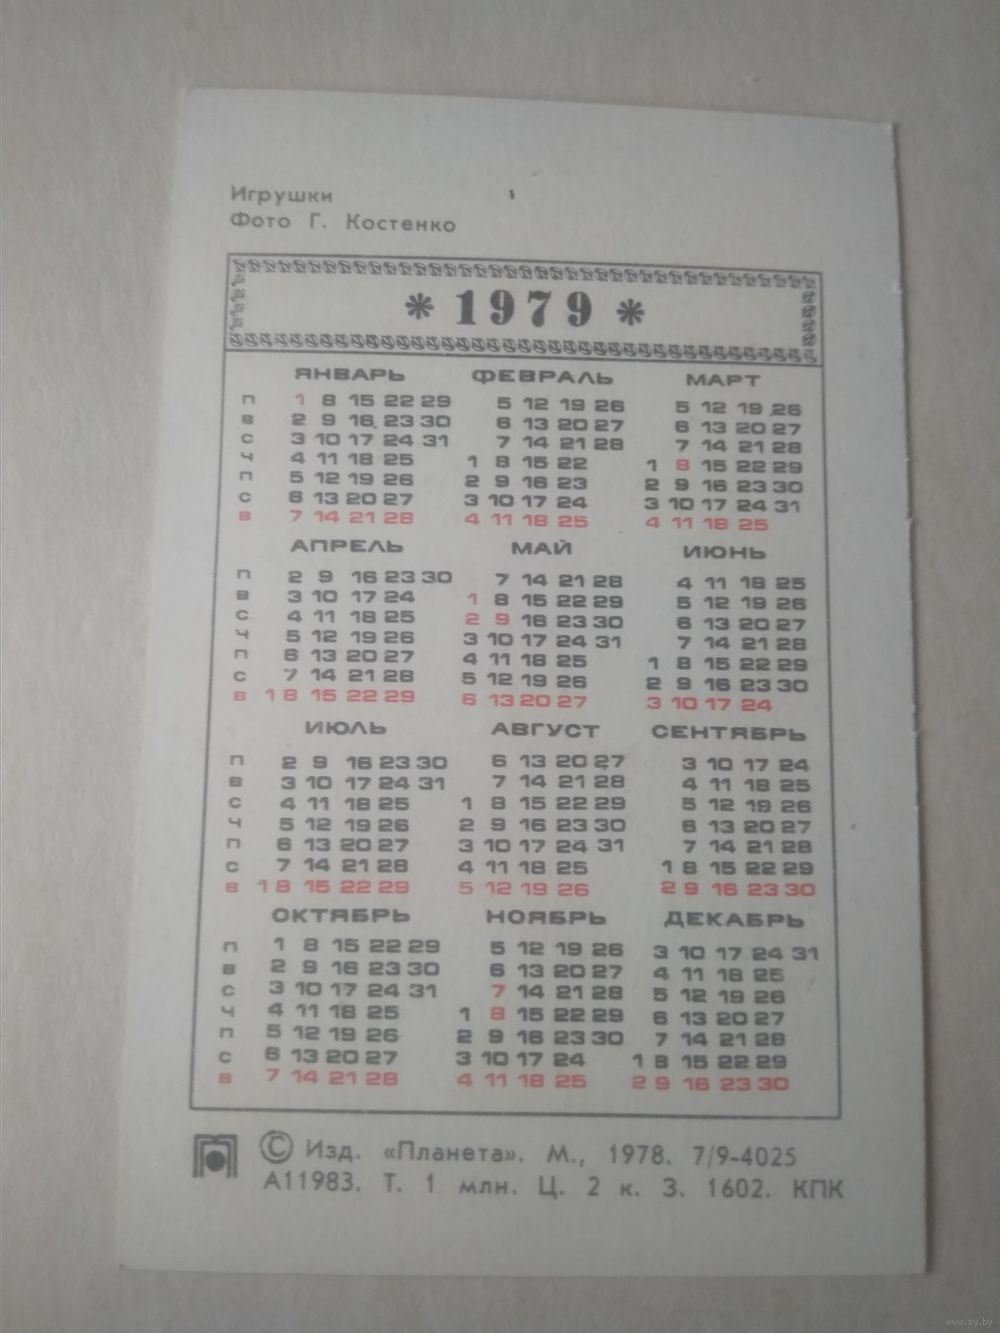 Игрушки
Фото Г. Костенко
* 1979 *
ЯНВАРЬ ФЕВРАЛЬ МАРТ
П 1 8 15 22 29 5 12 19 26 5 12 19 26
В 2 9 16 23 30 6 13 20 27 6 13 20 27
С 3 10 17 24 31 7 14 21 28 7 14 21 28
Ч 4 11 18 25 1 8 15 22 1 8 15 22 29
П 5 12 19 26 2 9 16 23 2 9 16 23 30
С 6 13 20 27 3 10 17 24 3 10 17 24 31
В 7 14 21 28 4 11 18 25 4 11 18 25
АПРЕЛЬ МАЙ ИЮНЬ
П 2 9 16 23 30 7 14 21 28 4 11 18 25
В 3 10 17 24 1 8 15 22 29 5 12 19 26
С 4 11 18 25 2 9 16 23 30 6 13 20 27
Ч 5 12 19 26 3 10 17 24 31 7 14 21 28
П 6 13 20 27 4 11 18 25 1 8 15 22 29
С 7 14 21 28 5 12 19 26 2 9 16 23 30
В 1 8 15 22 29 6 13 20 27 3 10 17 24
ИЮЛЬ АВГУСТ СЕНТЯБРЬ
П 2 9 16 23 30 6 13 20 27 3 10 17 24
В 3 10 17 24 31 7 14 21 28 4 11 18 25
С 4 11 18 25 1 8 15 22 29 5 12 19 26
Ч 5 12 19 26 2 9 16 23 30 6 13 20 27
П 6 13 20 27 3 10 17 24 31 7 14 21 28
С 7 14 21 28 4 11 18 25 1 8 15 22 29
В 1 8 15 22 29 5 12 19 26 2 9 16 23 30
ОКТЯБРЬ НОЯБРЬ ДЕКАБРЬ
П 1 8 15 22 29 5 12 19 26 3 10 17 24 31
В 2 9 16 23 30 6 13 20 27 4 11 18 25
С 3 10 17 24 31 7 14 21 28 5 12 19 26
Ч 4 11 18 25 1 8 15 22 29 6 13 20 27
П 5 12 19 26 2 9 16 23 30 7 14 21 28
С 6 13 20 27 3 10 17 24 1 8 15 22 29
В 7 14 21 28 4 11 18 25 2 9 16 23 30
© Изд. «Планета». М., 1978. 7/9-4025
А11983. Т. 1 млн. Ц. 2 к. З. 1602. КПК
www.ay.by